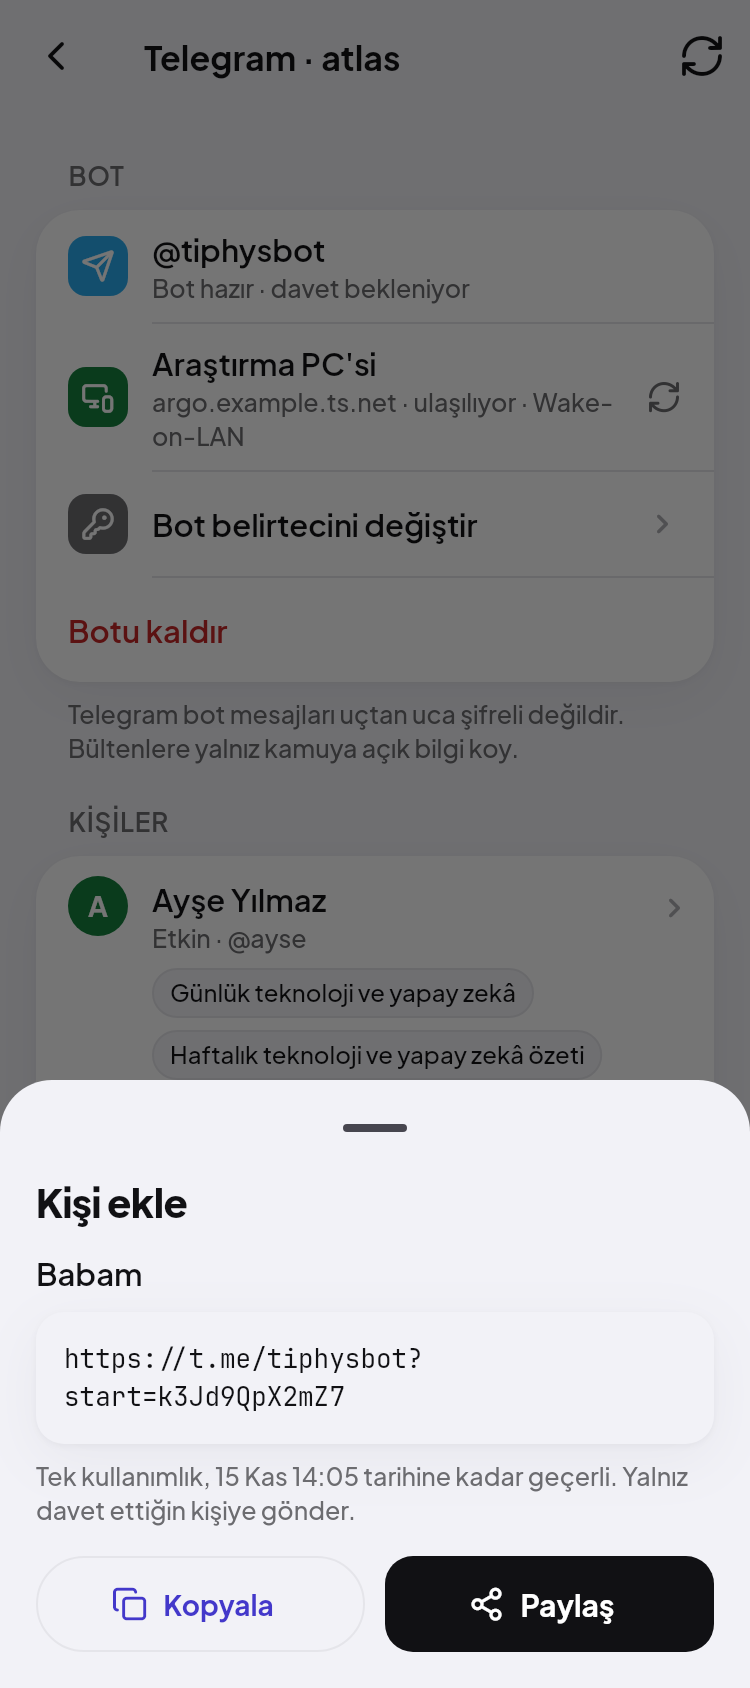 Telegram · atlas
BOT
@tiphysbot
Bot hazır · davet bekleniyor
Araştırma PC'si
argo.example.ts.net · ulaşılıyor · Wake-
on-LAN
Bot belirtecini değiştir
Botu kaldır
Telegram bot mesajları uçtan uca şifreli değildir.
Bültenlere yalnız kamuya açık bilgi koy.
KİŞİLER
A
Ayşe Yılmaz
Etkin · @ayse
Günlük teknoloji ve yapay zekâ
Haftalık teknoloji ve yapay zekâ özeti
Kişi ekle
Babam
https://t.me/tiphysbot?
start=k3Jd9QpX2mZ7
Tek kullanımlık, 15 Kas 14:05 tarihine kadar geçerli. Yalnız
davet ettiğin kişiye gönder.
Kopyala
Paylaş